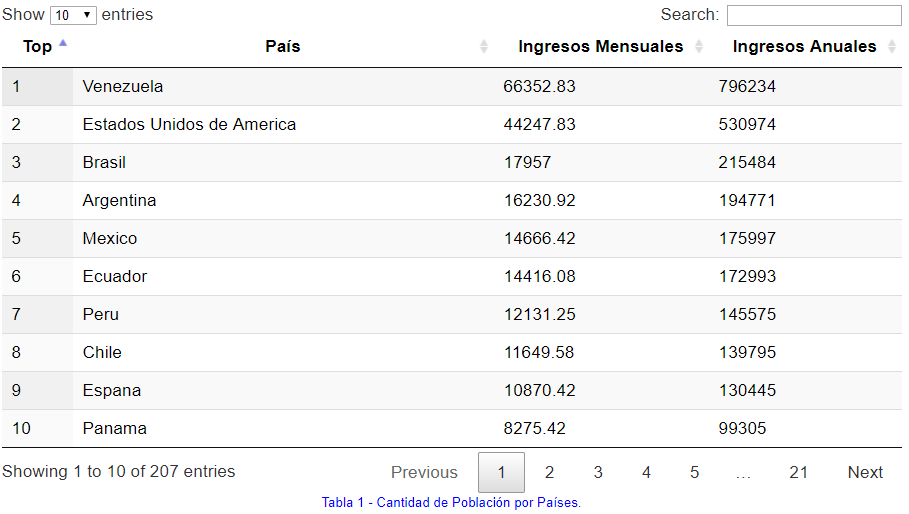 Show 10 entries Search:
Top País Ingresos Mensuales Ingresos Anuales
1 Venezuela 66352.83 796234
2 Estados Unidos de America 44247.83 530974
3 Brasil 17957 215484
4 Argentina 16230.92 194771
5 Mexico 14666.42 175997
6 Ecuador 14416.08 172993
7 Peru 12131.25 145575
8 Chile 11649.58 139795
9 Espana 10870.42 130445
10 Panama 8275.42 99305
Showing 1 to 10 of 207 entries Previous 1 2 3 4 5 … 21 Next
Tabla 1 - Cantidad de Población por Países.